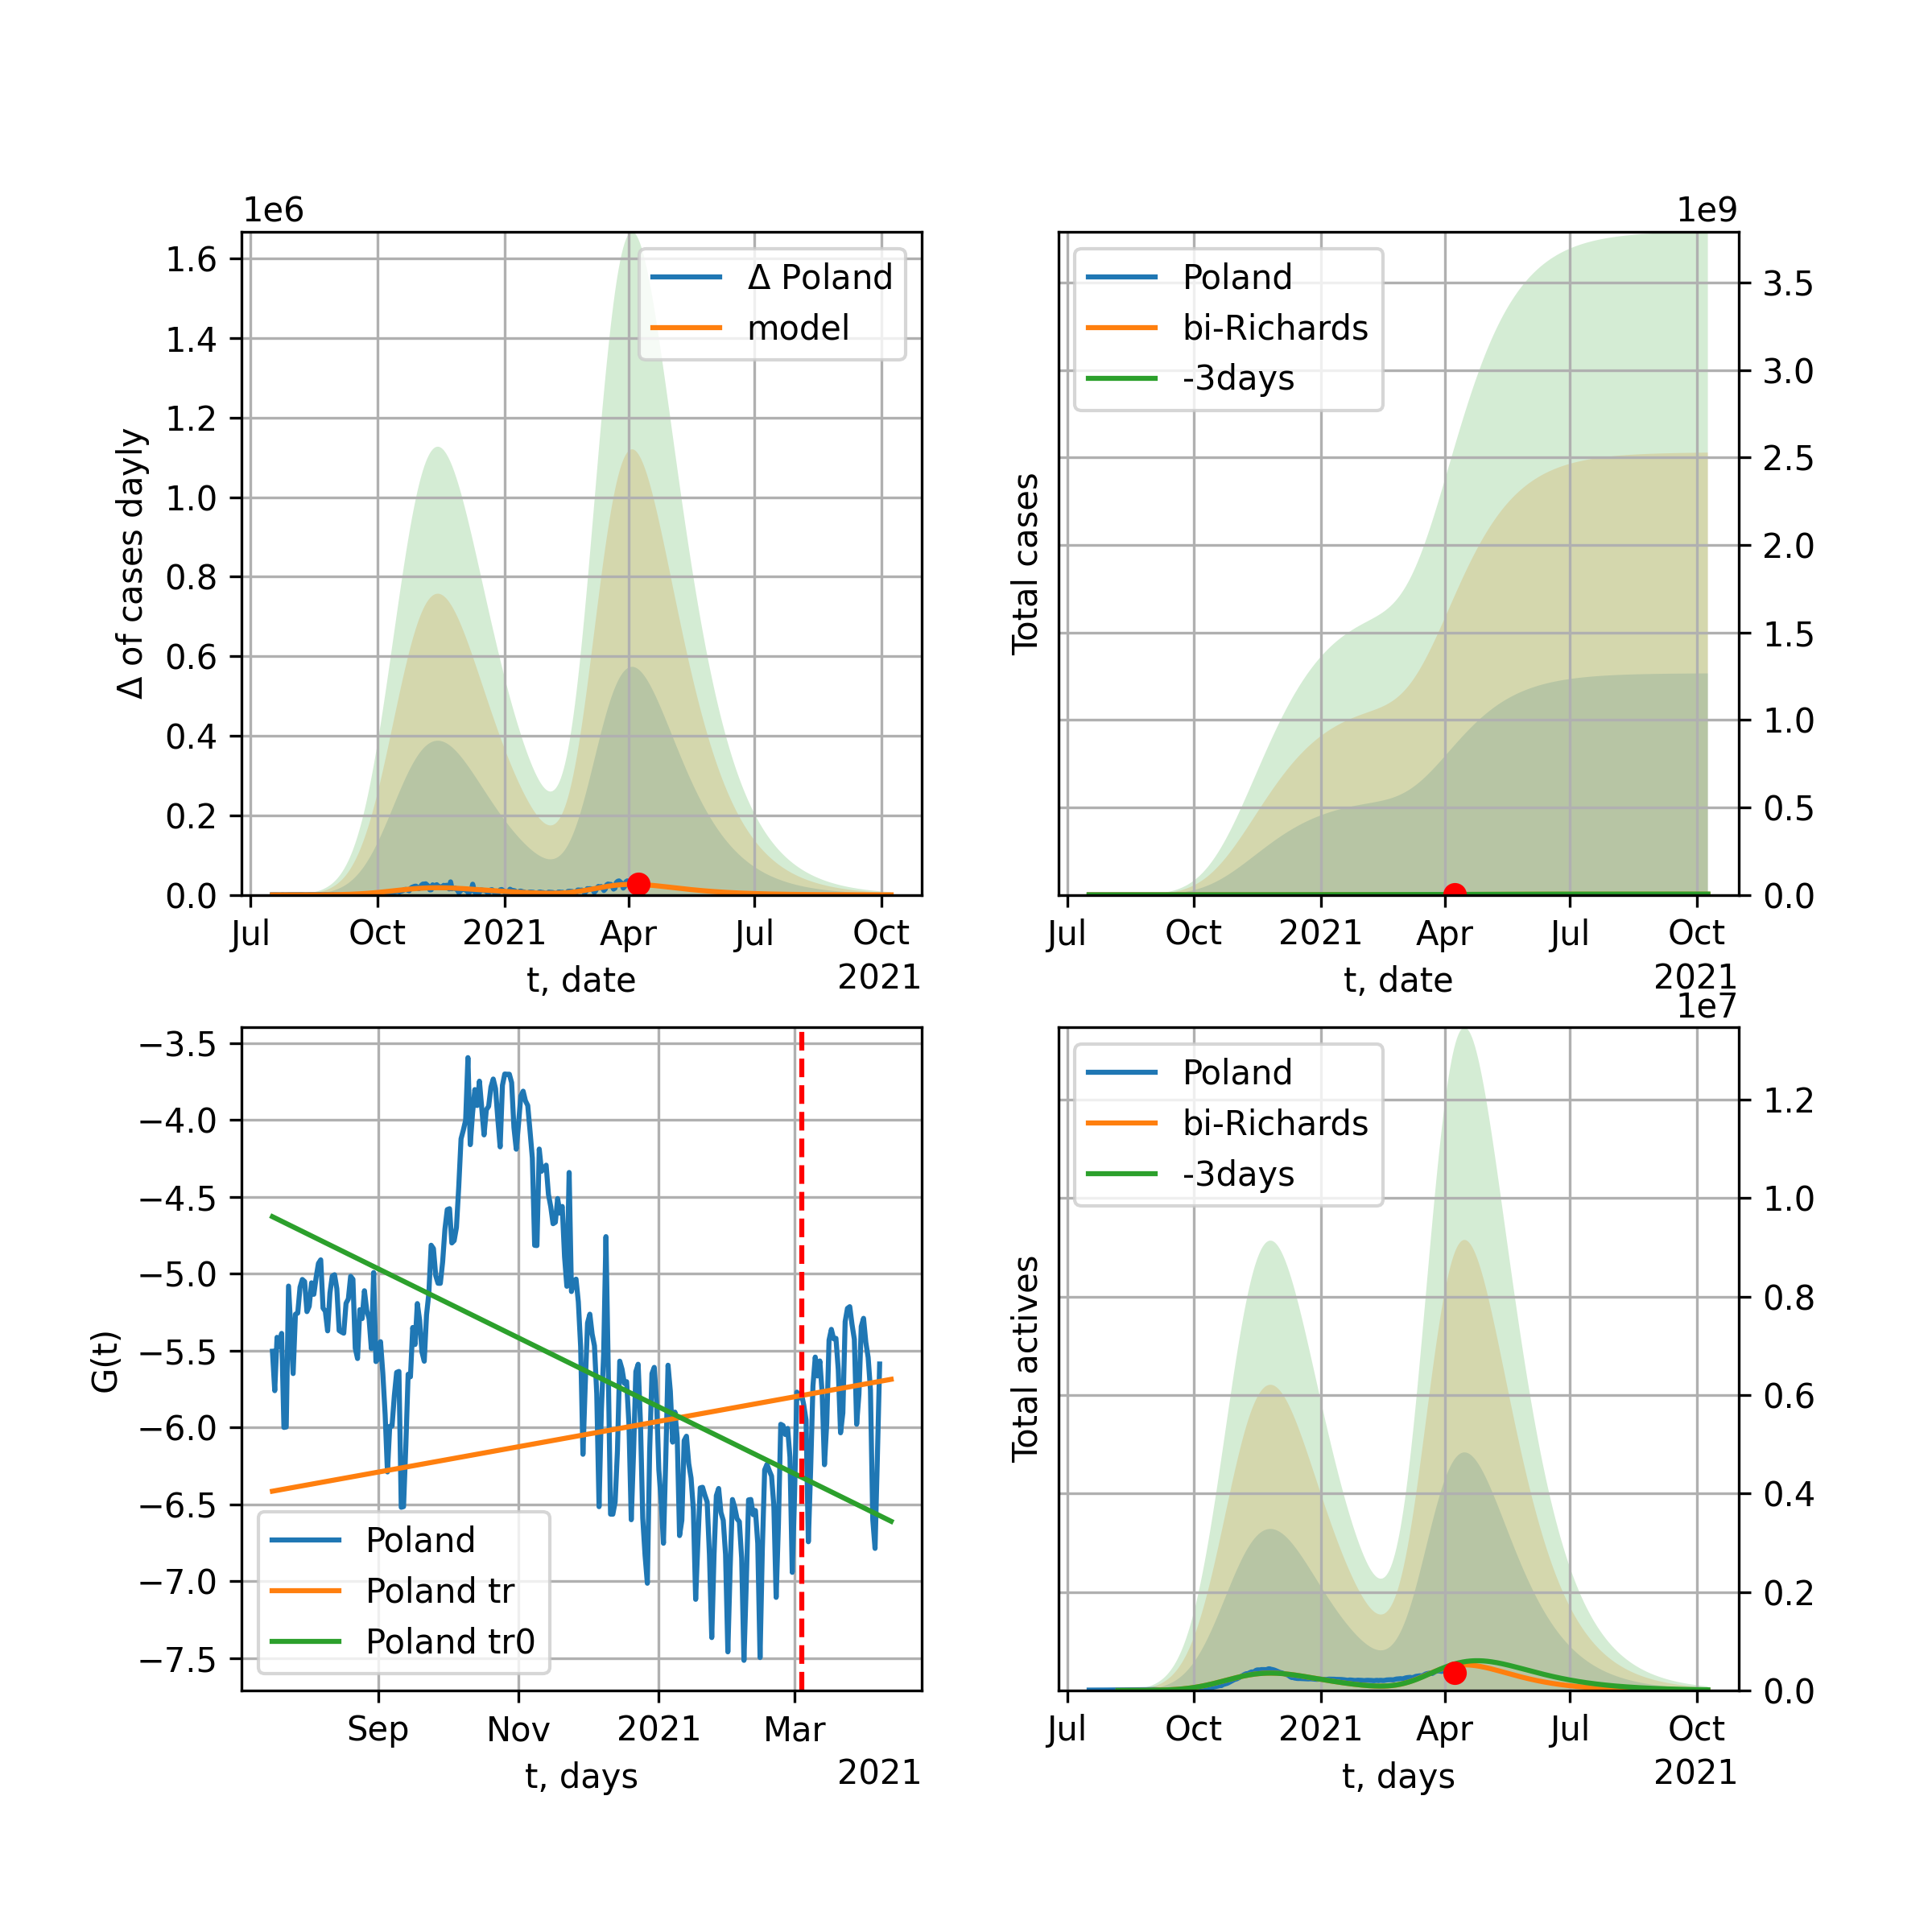 1e6
1.6
1.4
1.2
1.0
0.8
0.6
0.4
0.2
0.0
Δ of cases dayly
Δ Poland
model
Jul Oct 2021 Apr Jul Oct
t, date
2021
1e9
3.5
3.0
2.5
2.0
1.5
1.0
0.5
0.0
Total cases
Poland
bi-Richards
-3days
Jul Oct 2021 Apr Jul Oct
t, date
2021
−3.5
−4.0
−4.5
−5.0
−5.5
−6.0
−6.5
−7.0
−7.5
G(t)
Poland
Poland tr
Poland tr0
Sep Nov 2021 Mar
t, days
2021
1e7
1.2
1.0
0.8
0.6
0.4
0.2
0.0
Total actives
Poland
bi-Richards
-3days
Jul Oct 2021 Apr Jul Oct
t, days
2021